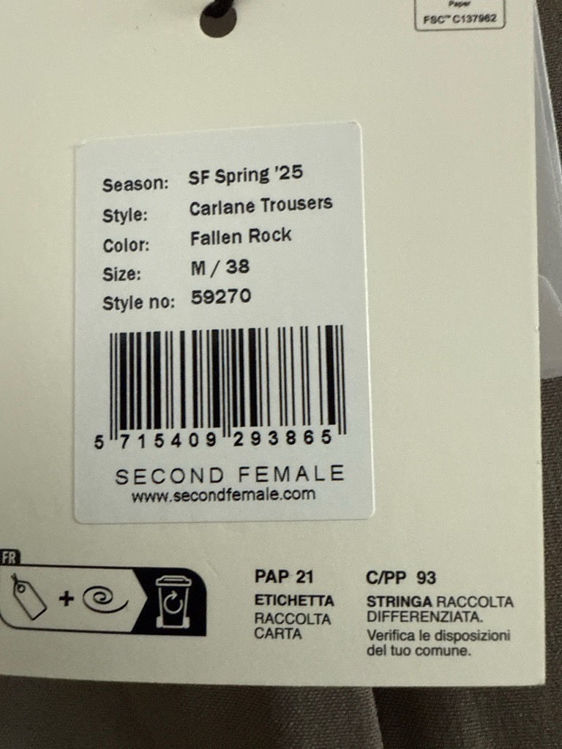 Paper
FSC™ C137962
Season: SF Spring '25
Style: Carlane Trousers
Color: Fallen Rock
Size: M / 38
Style no: 59270
5 715409 293865
SECOND FEMALE
www.secondfemale.com
FR
+
PAP 21
ETICHETTA
RACCOLTA
CARTA
C/PP 93
STRINGA RACCOLTA
DIFFERENZIATA.
Verifica le disposizioni
del tuo comune.